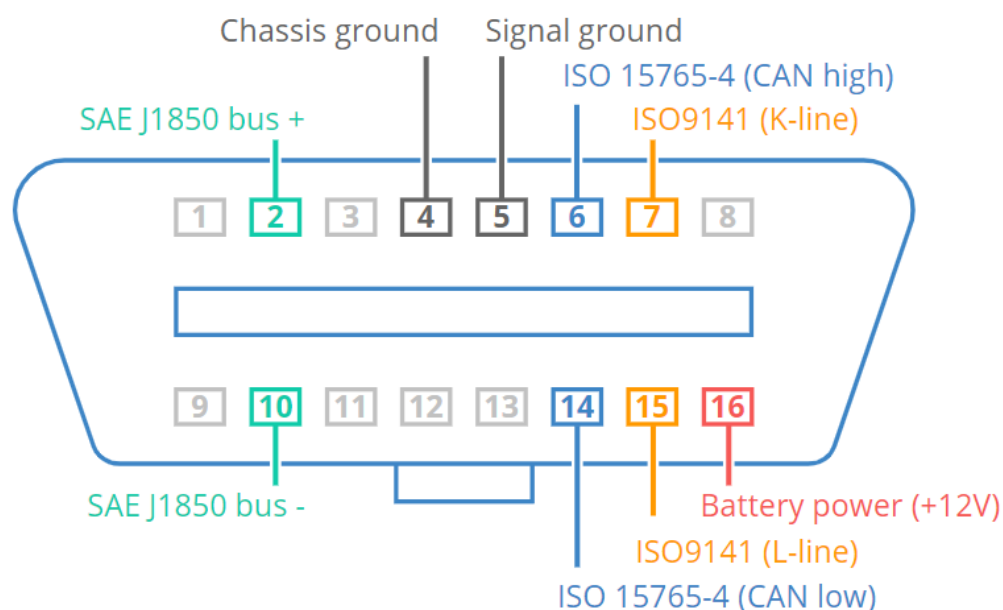 Chassis ground
Signal ground
ISO 15765-4 (CAN high)
SAE J1850 bus +
ISO9141 (K-line)
1 2 3 4 5 6 7 8
9 10 11 12 13 14 15 16
SAE J1850 bus -
Battery power (+12V)
ISO9141 (L-line)
ISO 15765-4 (CAN low)